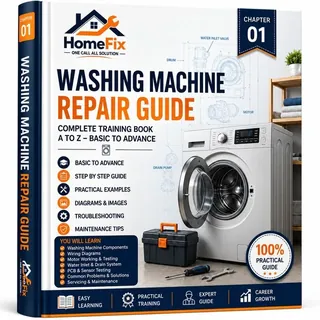 CHAPTER
01
HomeFix
ONE CALL ALL SOLUTION
CHAPTER
01
WASHING MACHINE
REPAIR GUIDE
COMPLETE TRAINING BOOK
A TO Z – BASIC TO ADVANCE
BASIC TO ADVANCE
STEP BY STEP GUIDE
PRACTICAL EXAMPLES
DIAGRAMS & IMAGES
TROUBLESHOOTING
MAINTENANCE TIPS
YOU WILL LEARN
Washing Machine Components
Wiring Diagrams
Motor Working & Testing
Water Inlet & Drain System
PCB & Sensor Testing
Common Problems & Solutions
Servicing & Maintenance
100%
PRACTICAL
GUIDE
EASY
LEARNING
PRACTICAL
TRAINING
EXPERT
GUIDE
CAREER
GROWTH
WASHING MACHINE REPAIR GUIDE
HomeFix
WATER INLET VALVE
DRUM
MOTOR
DRAIN PUMP